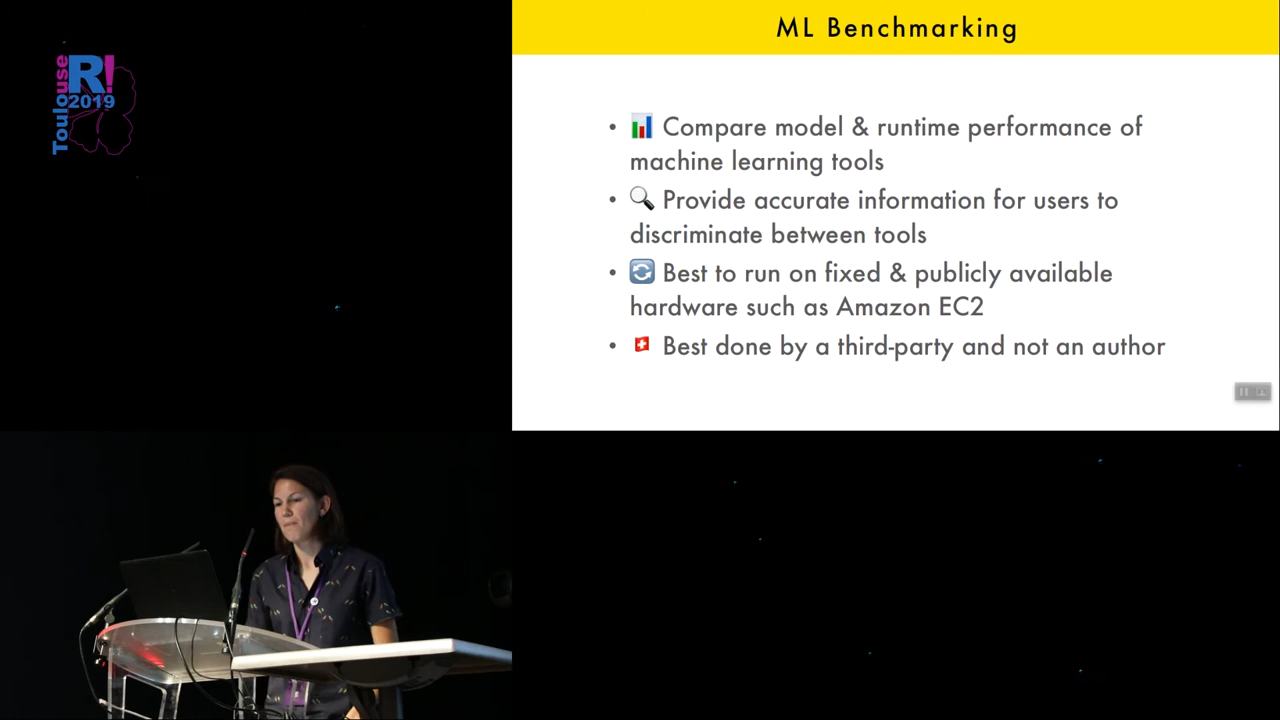 Toulouse
R!
2019
ML Benchmarking
• 📊 Compare model & runtime performance of
machine learning tools
• 🔍 Provide accurate information for users to
discriminate between tools
• 🔄 Best to run on fixed & publicly available
hardware such as Amazon EC2
• 🇨🇭 Best done by a third-party and not an author